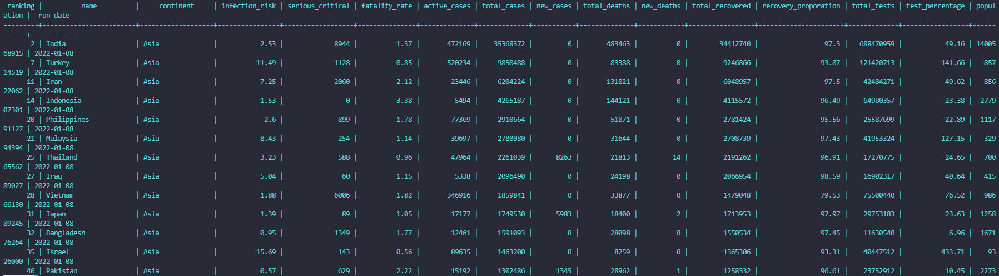 ranking |         name         |    continent    | infection_risk | serious_critical | fatality_rate | active_cases | total_cases | new_cases | total_deaths | new_deaths | total_recovered | recovery_proporation | total_tests | test_percentage | popul
ation |  run_date
---------+----------------------+-----------------+----------------+------------------+---------------+--------------+-------------+-----------+--------------+------------+-----------------+----------------------+-------------+-----------------+------
------+------------
2 | India | Asia | 2.53 | 8944 | 1.37 | 472169 | 35368372 | 0 | 483463 | 0 | 34412740 | 97.3 | 688470959 | 49.16 | 14005
68915 | 2022-01-08
7 | Turkey | Asia | 11.49 | 1128 | 0.85 | 520234 | 9850488 | 0 | 83388 | 0 | 9246866 | 93.87 | 121420713 | 141.66 | 857
14519 | 2022-01-08
11 | Iran | Asia | 7.25 | 2060 | 2.12 | 23446 | 6204224 | 0 | 131821 | 0 | 6048957 | 97.5 | 42484271 | 49.62 | 856
22062 | 2022-01-08
14 | Indonesia | Asia | 1.53 | 0 | 3.38 | 5494 | 4265187 | 0 | 144121 | 0 | 4115572 | 96.49 | 64980357 | 23.38 | 2779
07301 | 2022-01-08
20 | Philippines | Asia | 2.6 | 899 | 1.78 | 77369 | 2910664 | 0 | 51871 | 0 | 2781424 | 95.56 | 25587699 | 22.89 | 1117
91127 | 2022-01-08
21 | Malaysia | Asia | 8.43 | 254 | 1.14 | 39697 | 2780080 | 0 | 31644 | 0 | 2708739 | 97.43 | 41953324 | 127.15 | 329
94394 | 2022-01-08
25 | Thailand | Asia | 3.23 | 588 | 0.96 | 47964 | 2261039 | 8263 | 21813 | 14 | 2191262 | 96.91 | 17270775 | 24.65 | 700
65562 | 2022-01-08
27 | Iraq | Asia | 5.04 | 60 | 1.15 | 5338 | 2096490 | 0 | 24198 | 0 | 2066954 | 98.59 | 16902317 | 40.64 | 415
89027 | 2022-01-08
28 | Vietnam | Asia | 1.88 | 6006 | 1.82 | 346916 | 1859841 | 0 | 33877 | 0 | 1479048 | 79.53 | 75500440 | 76.52 | 986
66130 | 2022-01-08
31 | Japan | Asia | 1.39 | 89 | 1.05 | 17177 | 1749530 | 5983 | 18400 | 2 | 1713953 | 97.97 | 29753183 | 23.63 | 1258
89245 | 2022-01-08
32 | Bangladesh | Asia | 0.95 | 1349 | 1.77 | 12461 | 1591093 | 0 | 28098 | 0 | 1550534 | 97.45 | 11630540 | 6.96 | 1671
76264 | 2022-01-08
35 | Israel | Asia | 15.69 | 143 | 0.56 | 89635 | 1463200 | 0 | 8259 | 0 | 1365306 | 93.31 | 40447512 | 433.71 | 93
26000 | 2022-01-08
40 | Pakistan | Asia | 0.57 | 629 | 2.22 | 15192 | 1302486 | 1345 | 28962 | 1 | 1258332 | 96.61 | 23752912 | 10.45 | 2273